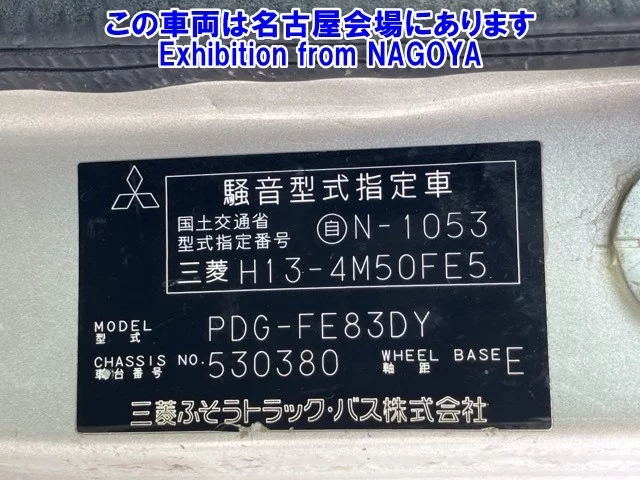 この車両は名古屋会場にあります
Exhibition from NAGOYA
騒音型式指定車
国土交通省
型式指定番号 自N-1053
三菱 H13-4M50FE5
MODEL
型式 PDG-FE83DY
CHASSIS NO. 530380 WHEEL BASE E
車台番号 軸距
三菱ふそうトラック・バス株式会社